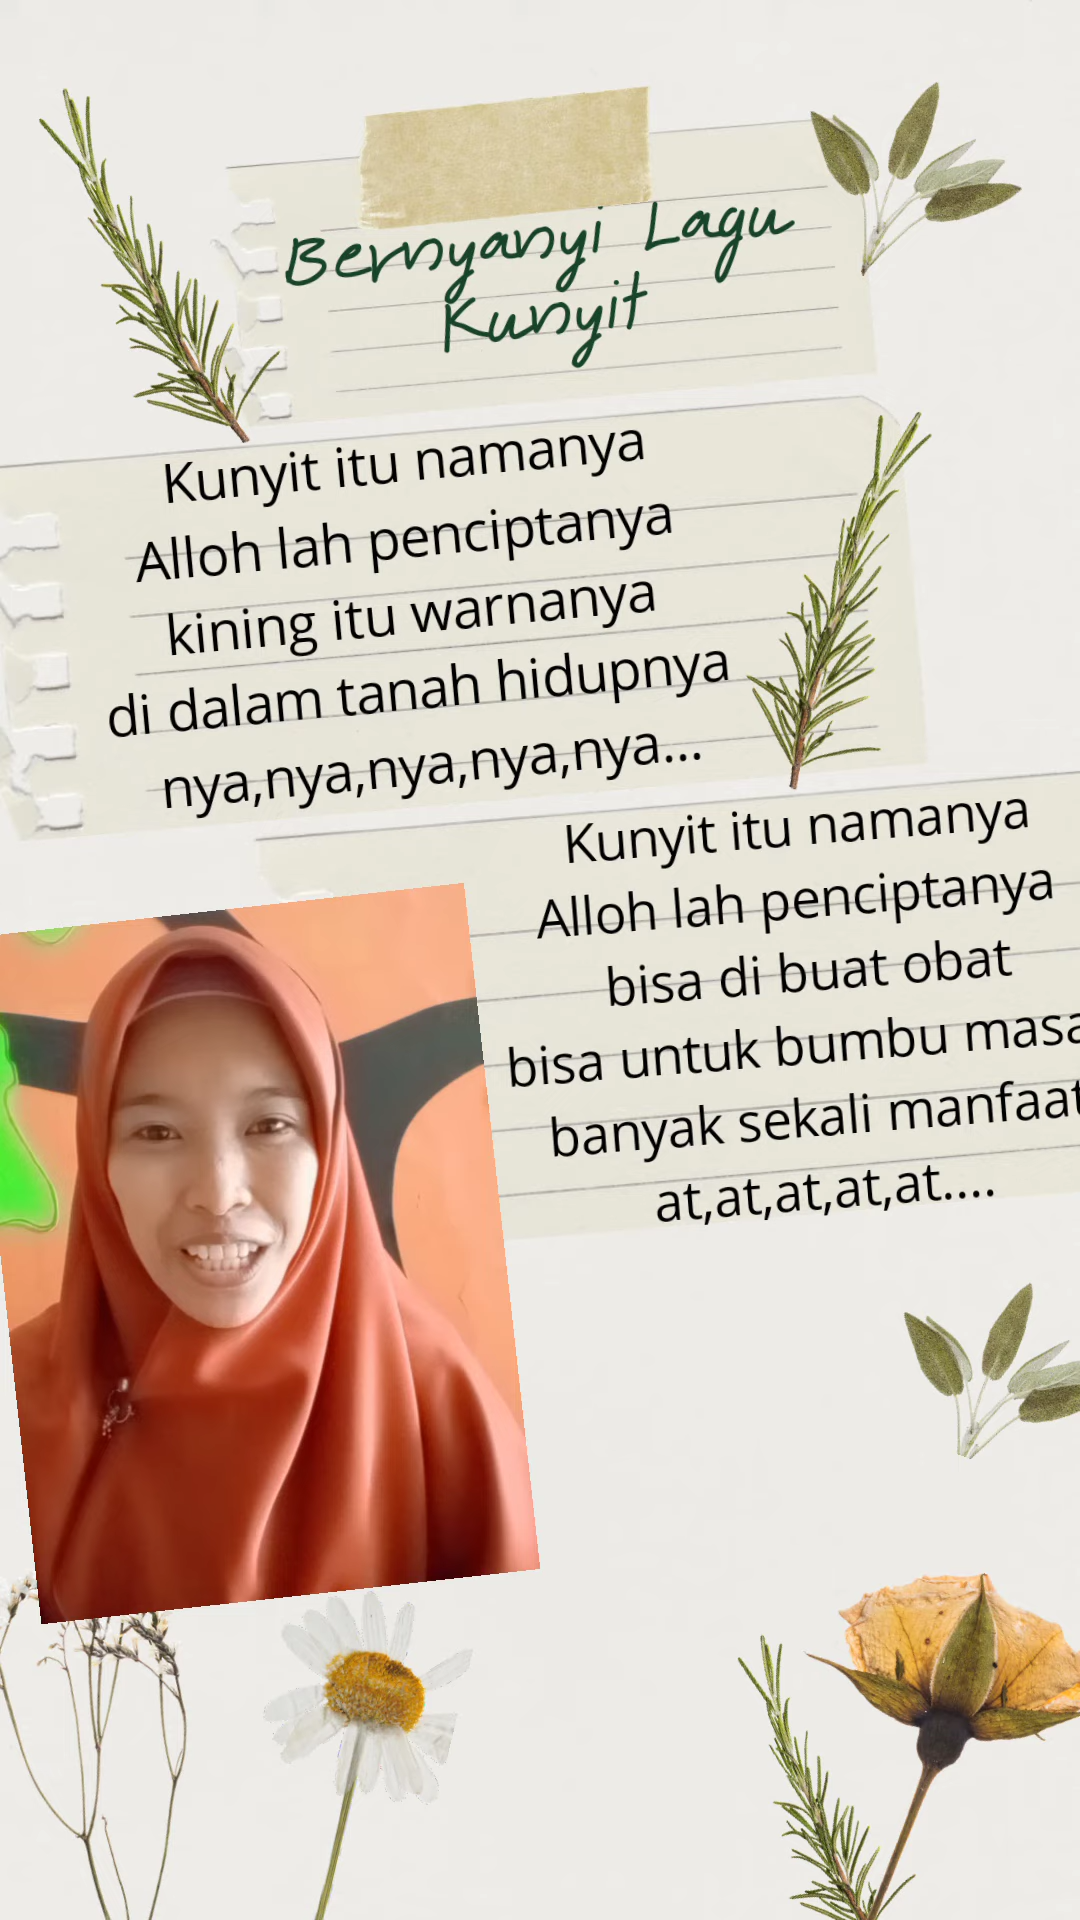 Bernyanyi Lagu
Kunyit
Kunyit itu namanya
Alloh lah penciptanya
kining itu warnanya
di dalam tanah hidupnya
nya,nya,nya,nya,nya...
Kunyit itu namanya
Alloh lah penciptanya
bisa di buat obat
bisa untuk bumbu masa
banyak sekali manfaat
at,at,at,at,at....